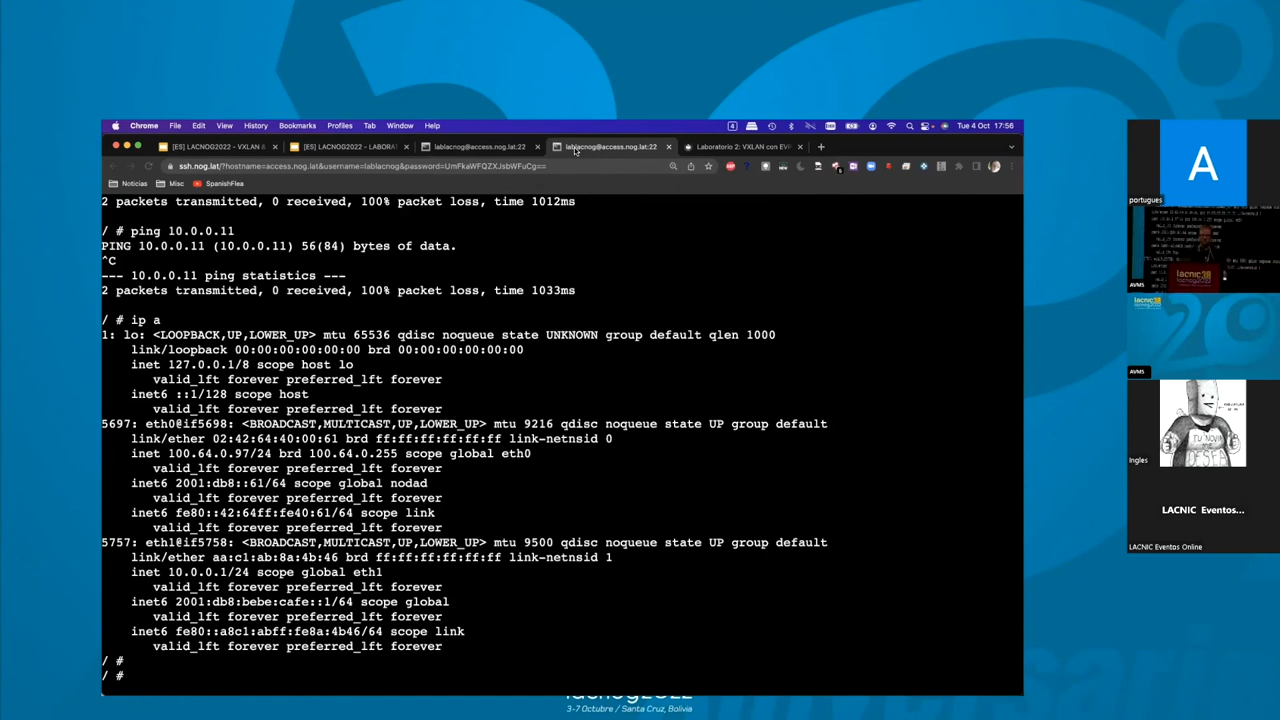 Chrome File Edit View History Bookmarks Profiles Tab Window Help 4 Tue 4 Oct 17:56
[ES] LACNOG2022 - VXLAN & [ES] LACNOG2022 - LABORAT lablacnog@access.nog.lat:22 lablacnog@access.nog.lat:22 Laboratorio 2: VXLAN con EVP
ssh.nog.lat/?hostname=access.nog.lat&username=lablacnog&password=UmFkaWFQZXJsbWFuCg==
Noticias Misc SpanishFlea
2 packets transmitted, 0 received, 100% packet loss, time 1012ms
/ # ping 10.0.0.11
PING 10.0.0.11 (10.0.0.11) 56(84) bytes of data.
^C
--- 10.0.0.11 ping statistics ---
2 packets transmitted, 0 received, 100% packet loss, time 1033ms
/ # ip a
1: lo: <LOOPBACK,UP,LOWER_UP> mtu 65536 qdisc noqueue state UNKNOWN group default qlen 1000
link/loopback 00:00:00:00:00:00 brd 00:00:00:00:00:00
inet 127.0.0.1/8 scope host lo
valid_lft forever preferred_lft forever
inet6 ::1/128 scope host
valid_lft forever preferred_lft forever
5697: eth0@if5698: <BROADCAST,MULTICAST,UP,LOWER_UP> mtu 9216 qdisc noqueue state UP group default
link/ether 02:42:64:40:00:61 brd ff:ff:ff:ff:ff:ff link-netnsid 0
inet 100.64.0.97/24 brd 100.64.0.255 scope global eth0
valid_lft forever preferred_lft forever
inet6 2001:db8::61/64 scope global nodad
valid_lft forever preferred_lft forever
inet6 fe80::42:64ff:fe40:61/64 scope link
valid_lft forever preferred_lft forever
5757: eth1@if5758: <BROADCAST,MULTICAST,UP,LOWER_UP> mtu 9500 qdisc noqueue state UP group default
link/ether aa:c1:ab:8a:4b:46 brd ff:ff:ff:ff:ff:ff link-netnsid 1
inet 10.0.0.1/24 scope global eth1
valid_lft forever preferred_lft forever
inet6 2001:db8:bebe:cafe::1/64 scope global
valid_lft forever preferred_lft forever
inet6 fe80::a8c1:abff:fe8a:4b46/64 scope link
valid_lft forever preferred_lft forever
/ #
/ #
lacnog2022
3-7 Octubre / Santa Cruz, Bolivia
A
portugues
lacnic38
AVMS
lacnic38
AVMS
TU NOVIA
ME
DESEA
Ingles
LACNIC Eventos...
LACNIC Eventos Online